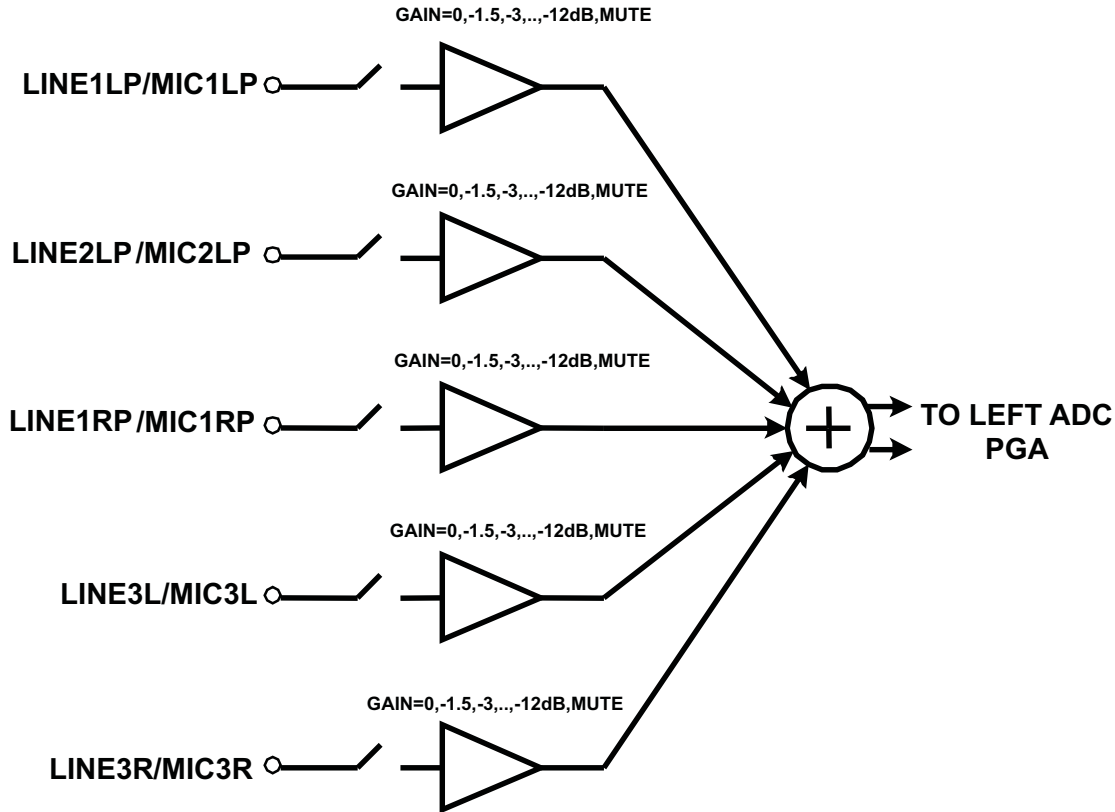 GAIN=0,-1.5,-3,..,-12dB,MUTE
LINE1LP/MIC1LP
GAIN=0,-1.5,-3,..,-12dB,MUTE
LINE2LP/MIC2LP
GAIN=0,-1.5,-3,..,-12dB,MUTE
LINE1RP/MIC1RP
TO LEFT ADC
PGA
GAIN=0,-1.5,-3,..,-12dB,MUTE
LINE3L/MIC3L
GAIN=0,-1.5,-3,..,-12dB,MUTE
LINE3R/MIC3R